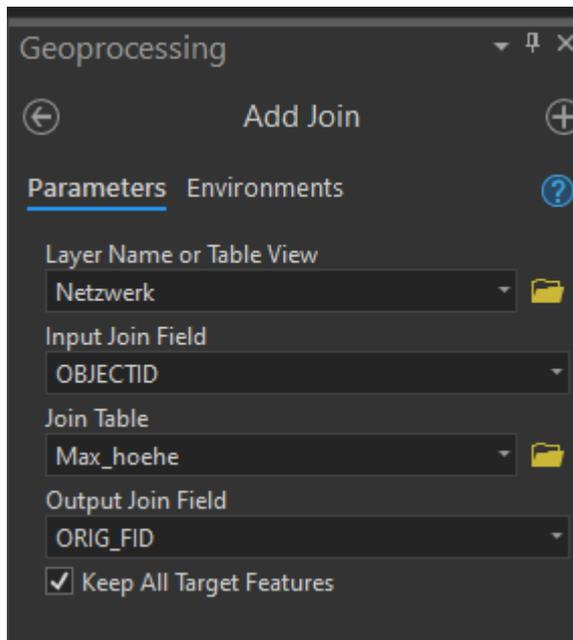 Geoprocessing
Add Join
Parameters Environments
Layer Name or Table View
Netzwerk
Input Join Field
OBJECTID
Join Table
Max_hoehe
Output Join Field
ORIG_FID
Keep All Target Features